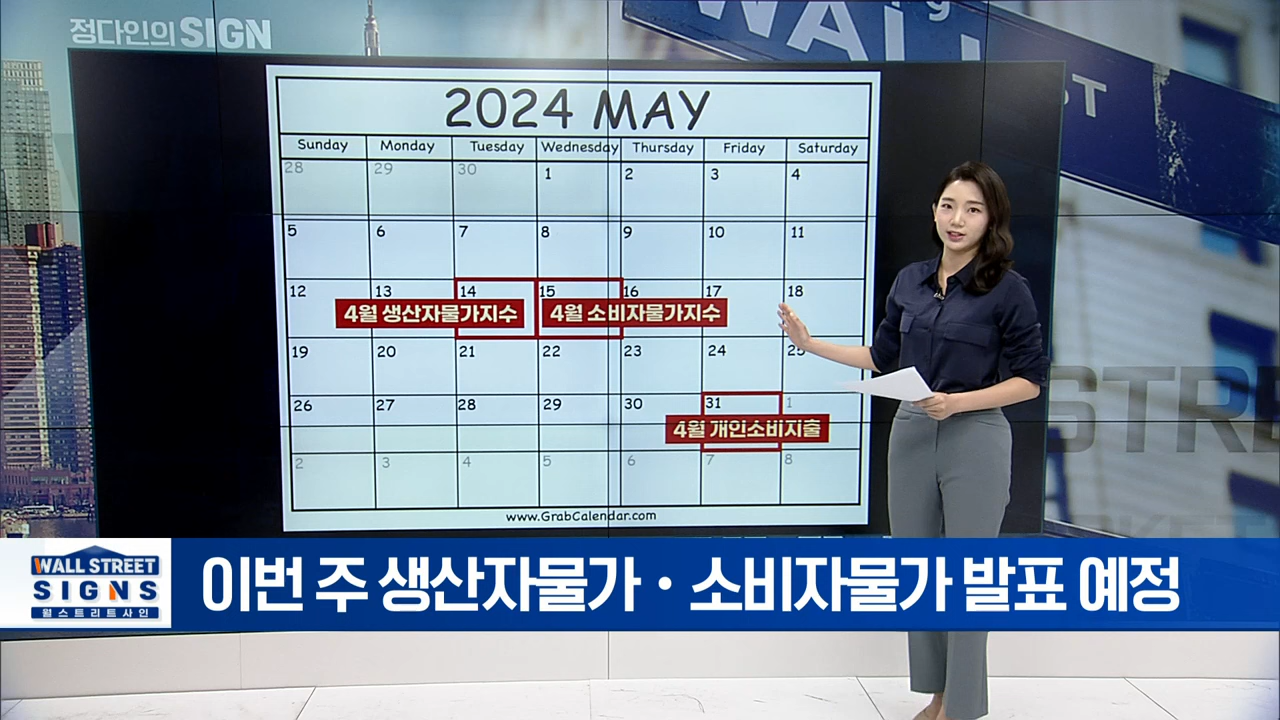 정다인의 SIGN
WALL ST
2024 MAY
Sunday Monday Tuesday Wednesday Thursday Friday Saturday
28 29 30 1 2 3 4
5 6 7 8 9 10 11
12 13 14 15 16 17 18
4월 생산자물가지수 4월 소비자물가지수
19 20 21 22 23 24 25
26 27 28 29 30 31 1
4월 개인소비지출
2 3 4 5 6 7 8
www.GrabCalendar.com
WALL STREET
SIGNS
월스트리트사인
이번 주 생산자물가·소비자물가 발표 예정